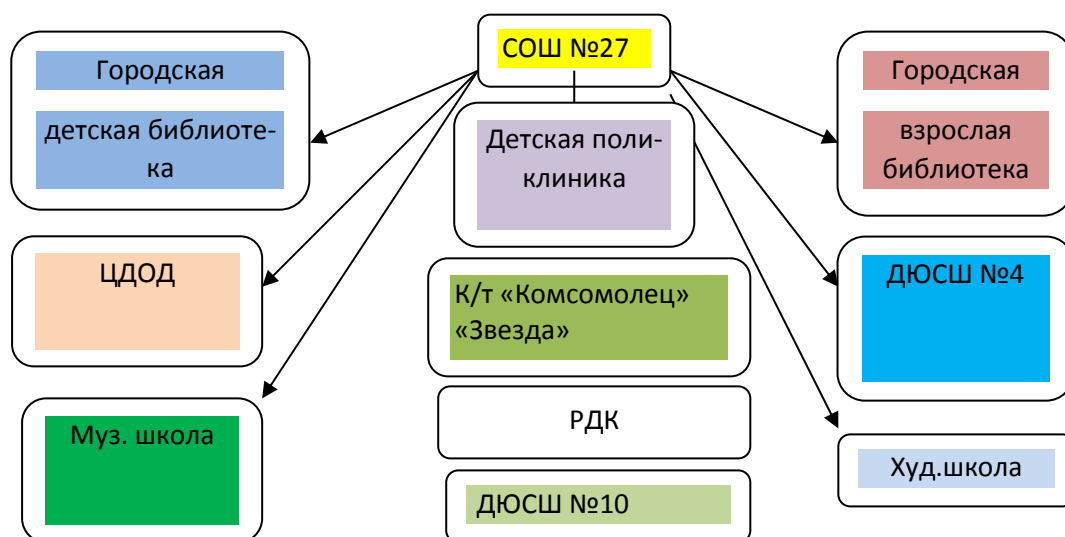 СОШ №27
Городская
детская библиоте-
ка
Детская поли-
клиника
Городская
взрослая
библиотека
ЦДОД
К/т «Комсомолец»
«Звезда»
ДЮСШ №4
Муз. школа
РДК
Худ.школа
ДЮСШ №10